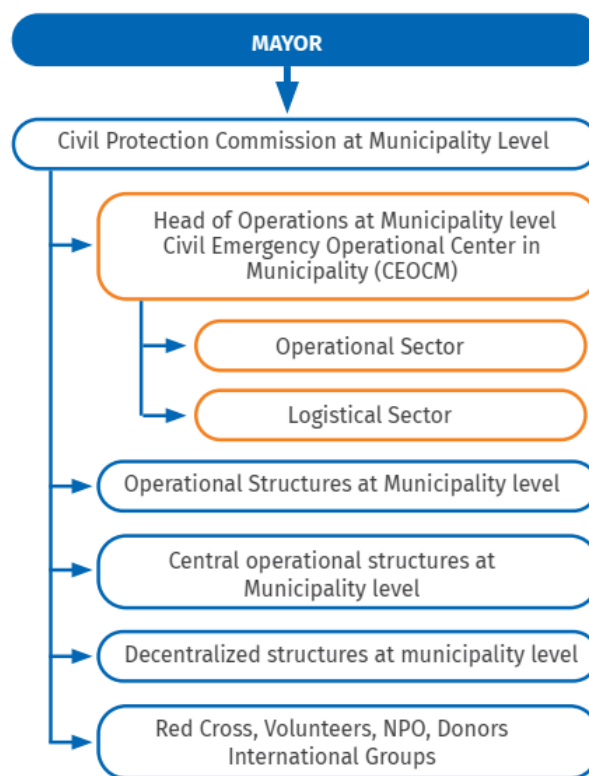 MAYOR
Civil Protection Commission at Municipality Level
Head of Operations at Municipality level
Civil Emergency Operational Center in
Municipality (CEOCM)
Operational Sector
Logistical Sector
Operational Structures at Municipality level
Central operational structures at
Municipality level
Decentralized structures at municipality level
Red Cross, Volunteers, NPO, Donors
International Groups